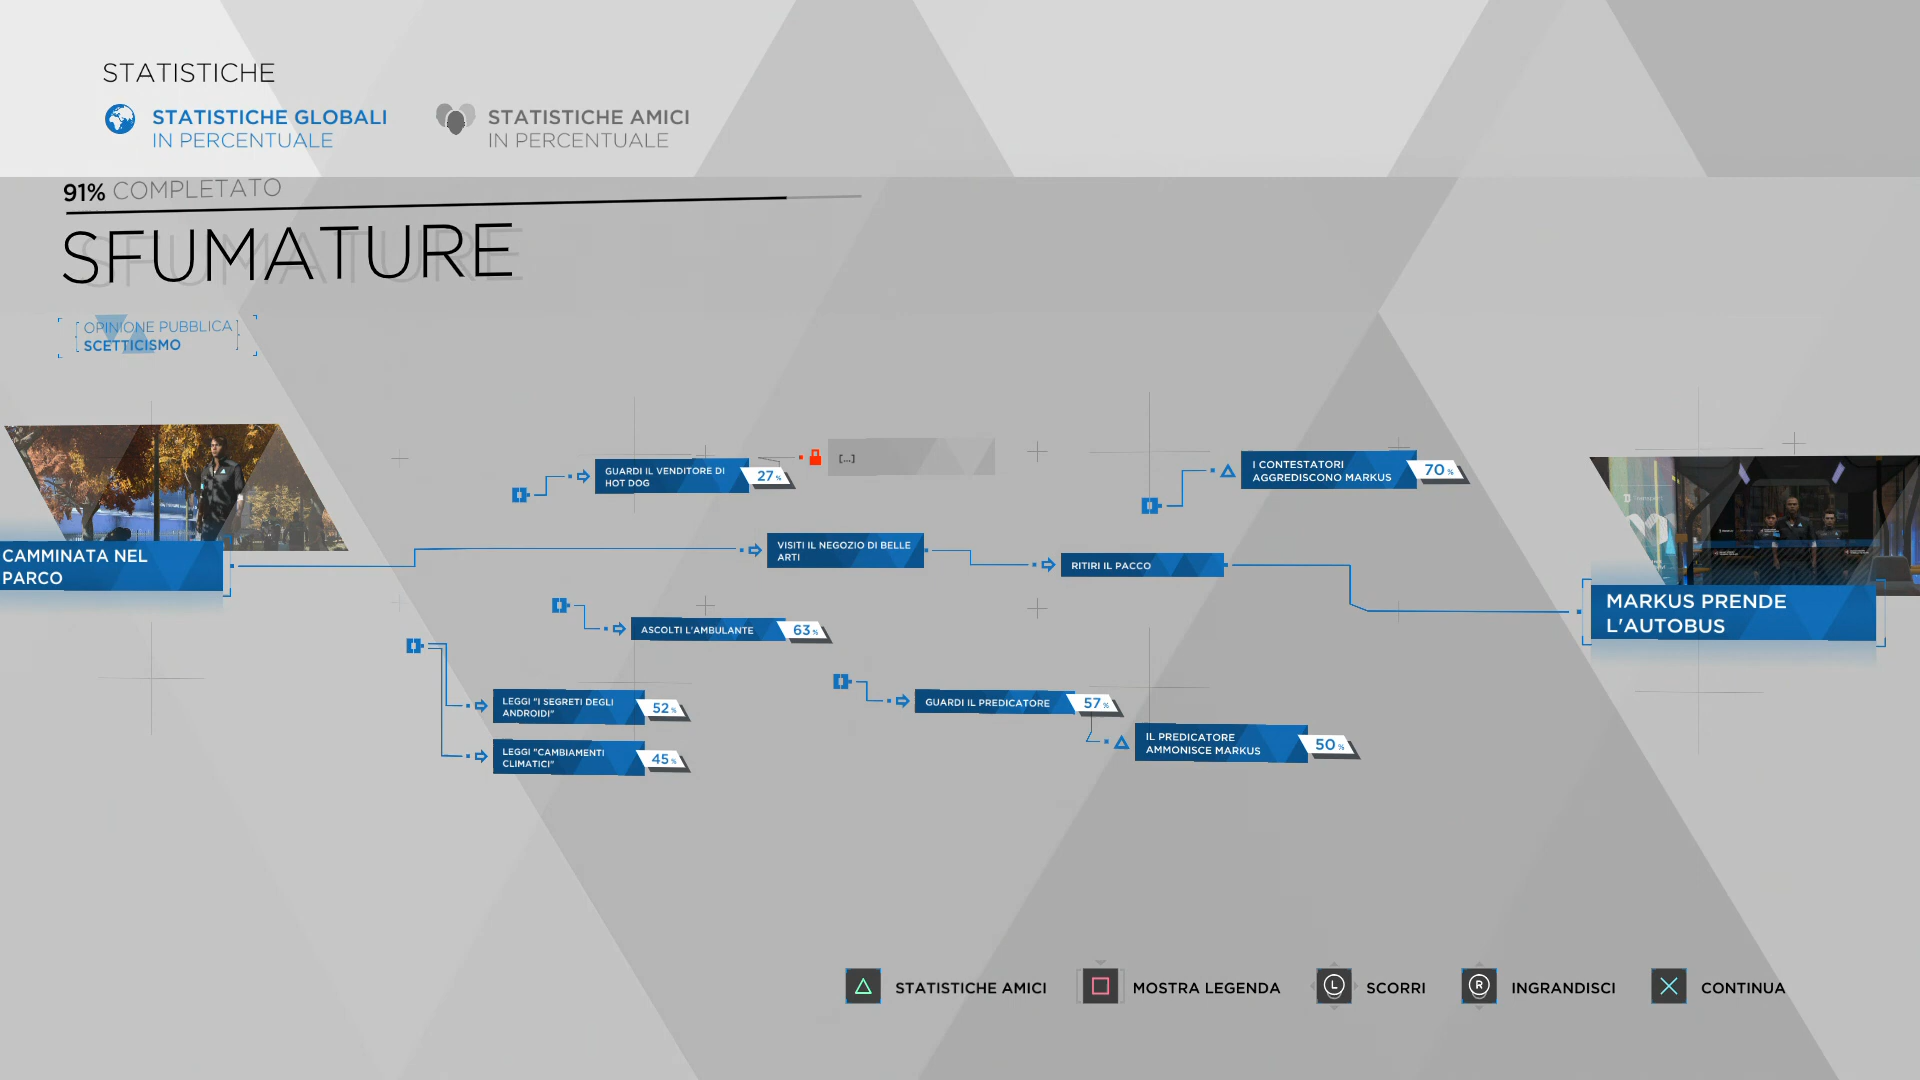 STATISTICHE
STATISTICHE GLOBALI
IN PERCENTUALE
STATISTICHE AMICI
IN PERCENTUALE
91% COMPLETATO
SFUMATURE
OPINIONE PUBBLICA
SCETTICISMO
CAMMINATA NEL
PARCO
GUARDI IL VENDITORE DI
HOT DOG
27%
[...]
VISITI IL NEGOZIO DI BELLE
ARTI
RITIRI IL PACCO
I CONTESTATORI
AGGREDISCONO MARKUS
70%
MARKUS PRENDE
L'AUTOBUS
ASCOLTI L'AMBULANTE
63%
LEGGI "I SEGRETI DEGLI
ANDROIDI"
52%
LEGGI "CAMBIAMENTI
CLIMATICI"
45%
GUARDI IL PREDICATORE
57%
IL PREDICATORE
AMMONISCE MARKUS
50%
STATISTICHE AMICI
MOSTRA LEGENDA
L
SCORRI
R
INGRANDISCI
CONTINUA